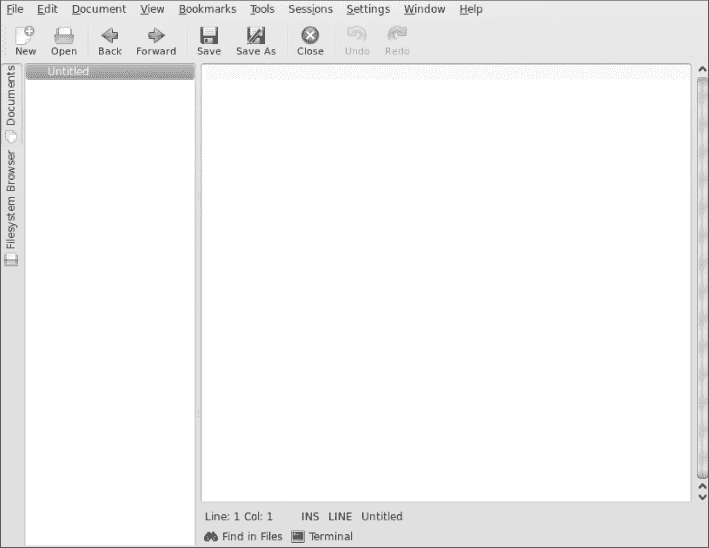 File Edit Document View Bookmarks Tools Sessions Settings Window Help
New Open Back Forward Save Save As Close Undo Redo
Documents
Filesystem Browser
Untitled
Line: 1 Col: 1 INS LINE Untitled
Find in Files Terminal